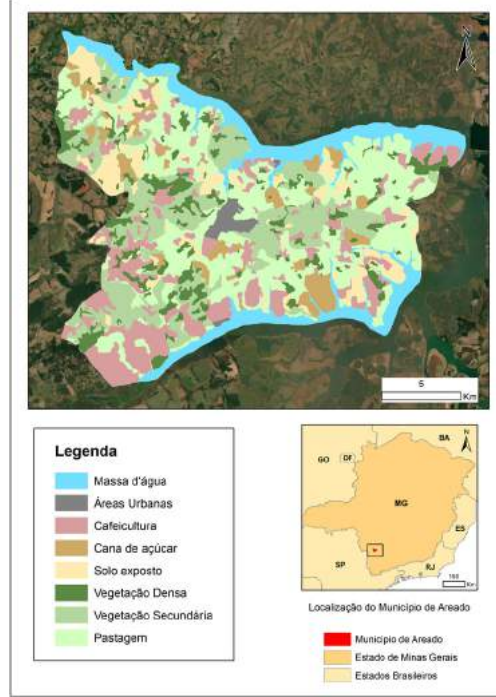 N
5
Km
Legenda
Massa d'água
Áreas Urbanas
Cafeicultura
Cana de açúcar
Solo exposto
Vegetação Densa
Vegetação Secundária
Pastagem
N
BA
GO
DF
MG
ES
SP
RJ
Km
Localização do Município de Areado
Município de Areado
Estado de Minas Gerais
Estados Brasileiros